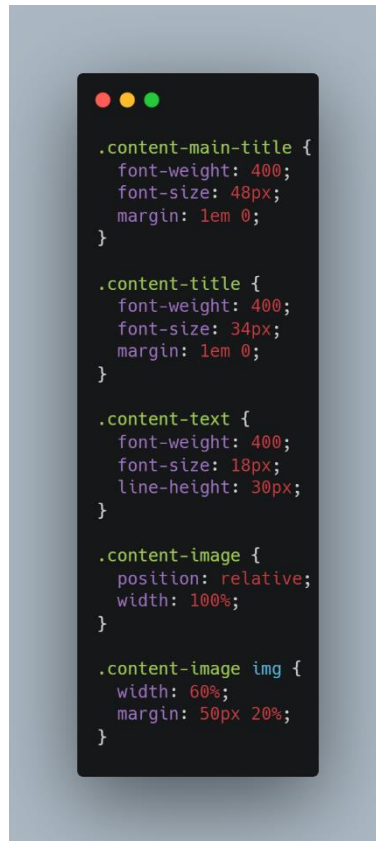 .content-main-title {
  font-weight: 400;
  font-size: 48px;
  margin: 1em 0;
}

.content-title {
  font-weight: 400;
  font-size: 34px;
  margin: 1em 0;
}

.content-text {
  font-weight: 400;
  font-size: 18px;
  line-height: 30px;
}

.content-image {
  position: relative;
  width: 100%;
}

.content-image img {
  width: 60%;
  margin: 50px 20%;
}